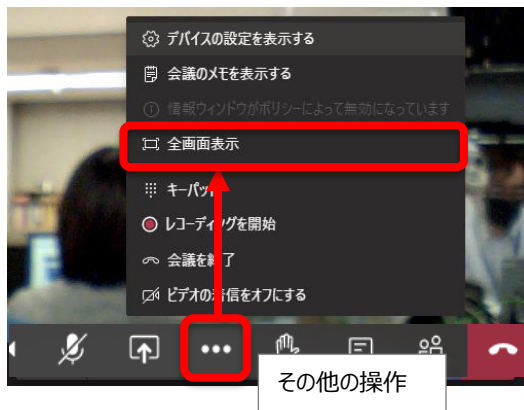 デバイスの設定を表示する
会議のメモを表示する
情報ウィンドウがポリシーによって無効になっています
全画面表示
キーパッド
レコーディングを開始
会議を終了
ビデオの着信をオフにする
その他の操作